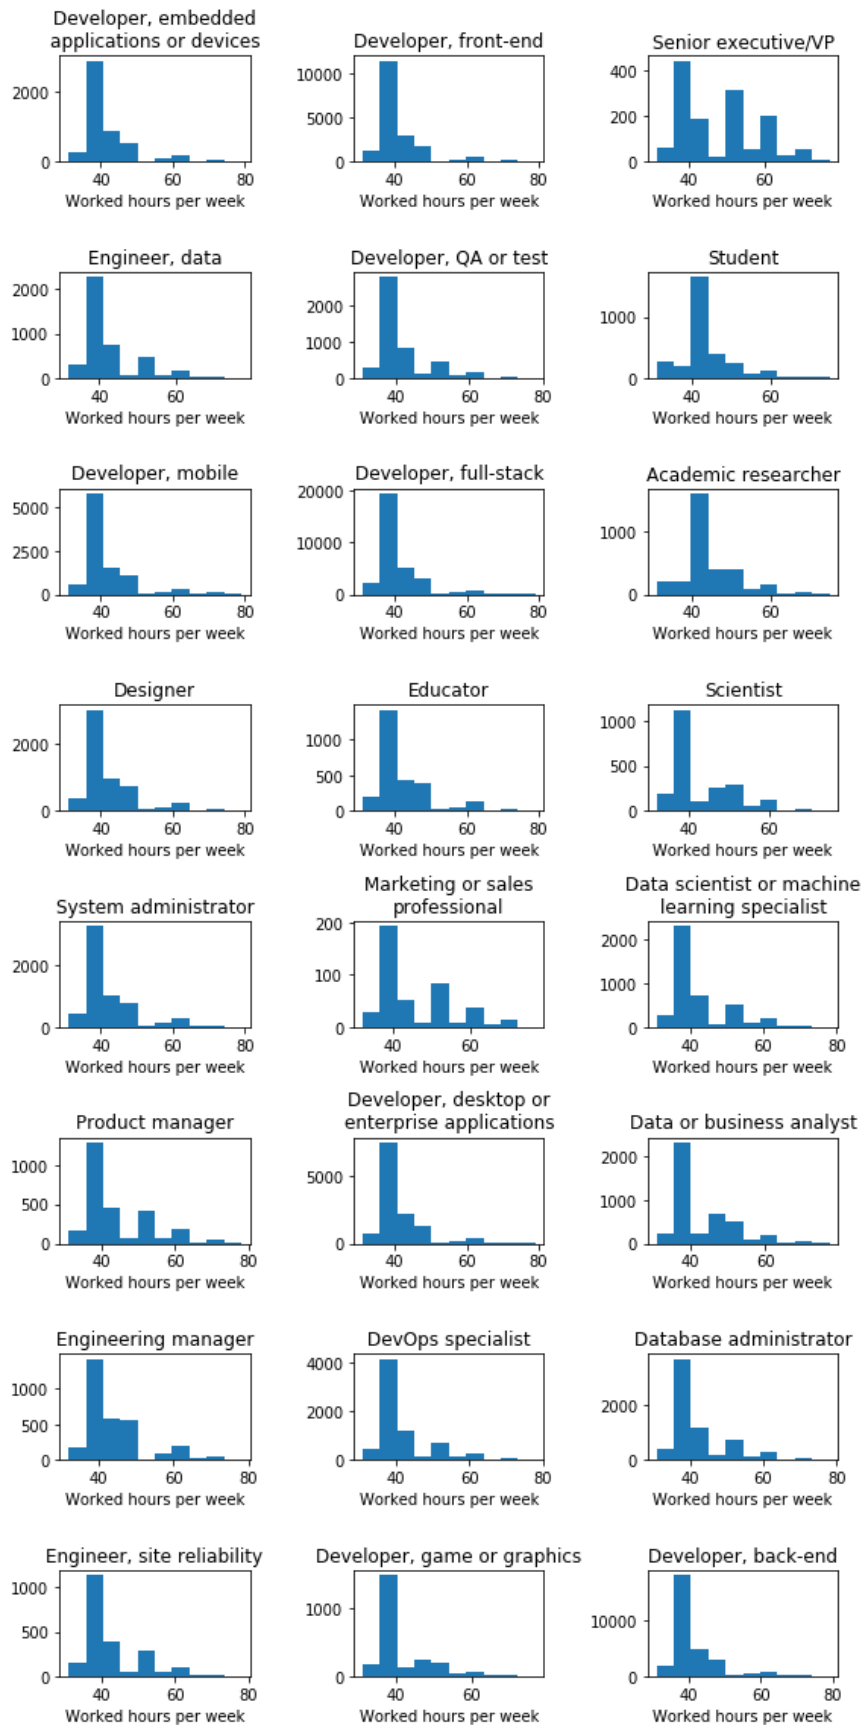 Developer, embedded
applications or devices
2000
0
40 60 80
Worked hours per week
Developer, front-end
10000
5000
0
40 60 80
Worked hours per week
Senior executive/VP
400
200
0
40 60
Worked hours per week
Engineer, data
2000
1000
0
40 60
Worked hours per week
Developer, QA or test
2000
1000
0
40 60 80
Worked hours per week
Student
1000
0
40 60
Worked hours per week
Developer, mobile
5000
2500
0
40 60 80
Worked hours per week
Developer, full-stack
20000
10000
0
40 60 80
Worked hours per week
Academic researcher
1000
0
40 60
Worked hours per week
Designer
2000
0
40 60 80
Worked hours per week
Educator
1000
500
0
40 60 80
Worked hours per week
Scientist
1000
500
0
40 60
Worked hours per week
System administrator
2000
0
40 60 80
Worked hours per week
Marketing or sales
professional
200
100
0
40 60
Worked hours per week
Data scientist or machine
learning specialist
2000
1000
0
40 60 80
Worked hours per week
Product manager
1000
500
0
40 60 80
Worked hours per week
Developer, desktop or
enterprise applications
5000
0
40 60 80
Worked hours per week
Data or business analyst
2000
1000
0
40 60
Worked hours per week
Engineering manager
1000
500
0
40 60 80
Worked hours per week
DevOps specialist
4000
2000
0
40 60 80
Worked hours per week
Database administrator
2000
0
40 60 80
Worked hours per week
Engineer, site reliability
1000
500
0
40 60 80
Worked hours per week
Developer, game or graphics
1000
0
40 60
Worked hours per week
Developer, back-end
10000
0
40 60 80
Worked hours per week